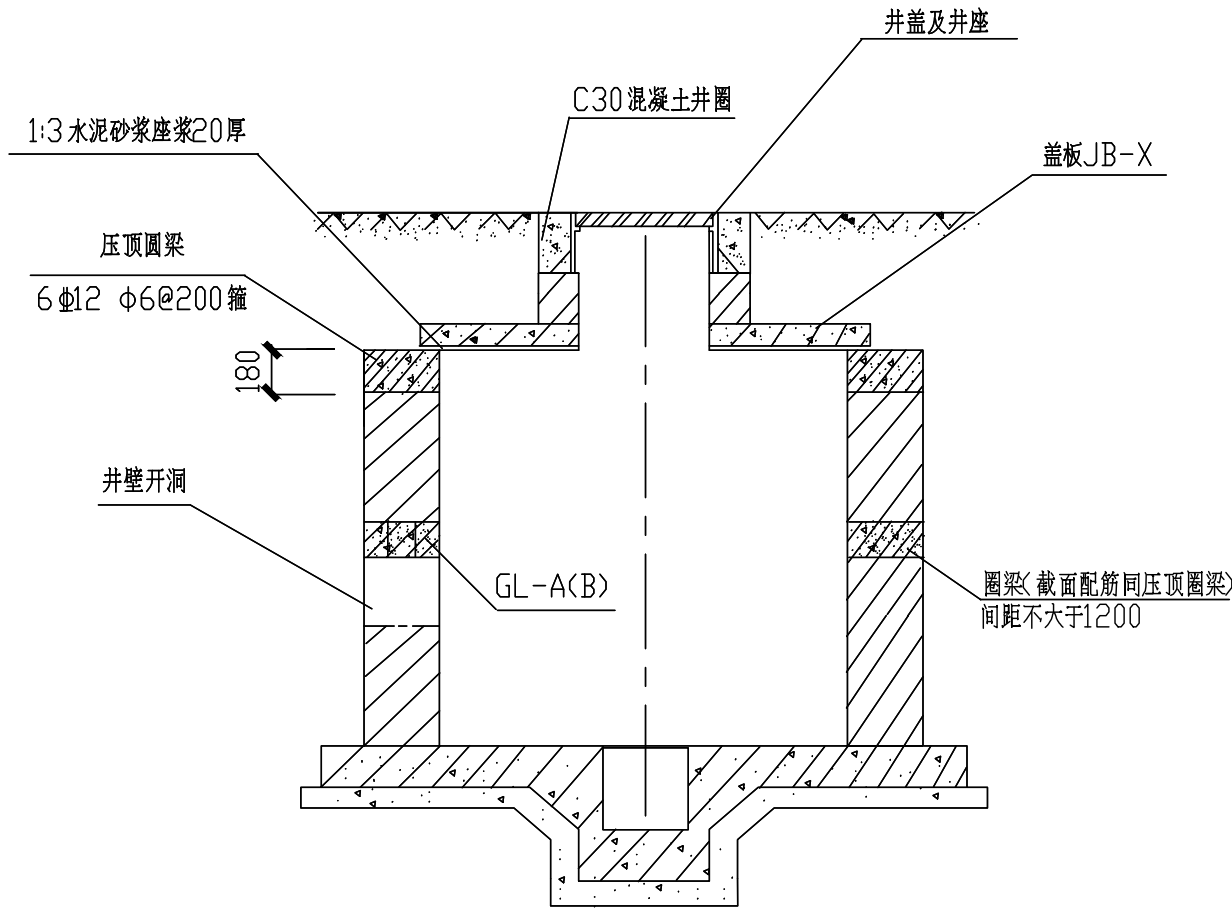 井盖及井座
C30混凝土井圈
1:3水泥砂浆座浆20厚
盖板JB-X
压顶圆梁
6Φ12 Φ6@200箍
180
井壁开洞
GL-A(B)
圈梁(截面配筋同压顶圈梁)
间距不大于1200